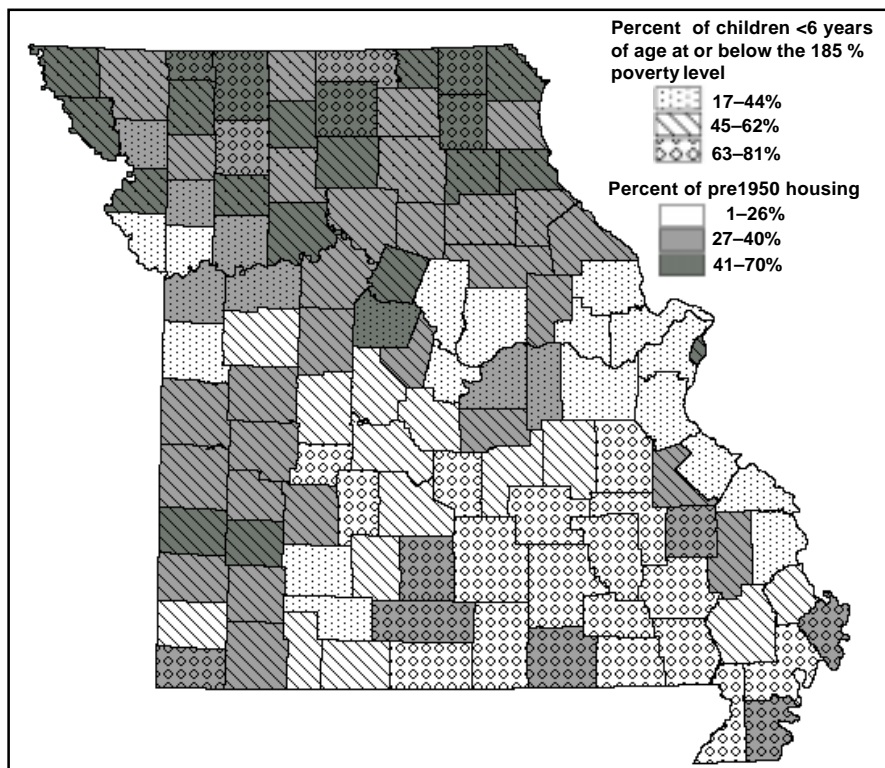 Percent of children <6 years
of age at or below the 185 %
poverty level
17–44%
45–62%
63–81%
Percent of pre1950 housing
1–26%
27–40%
41–70%